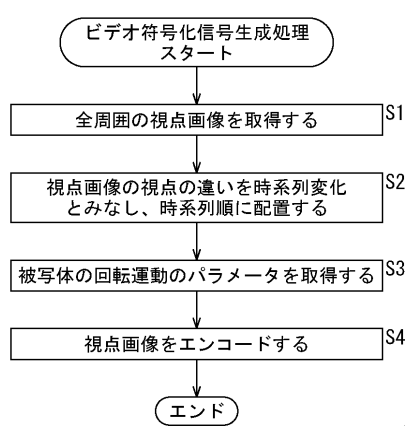 ビデオ符号化信号生成処理
スタート
全周囲の視点画像を取得する
S1
視点画像の視点の違いを時系列変化
とみなし、時系列順に配置する
S2
被写体の回転運動のパラメータを取得する
S3
視点画像をエンコードする
S4
エンド